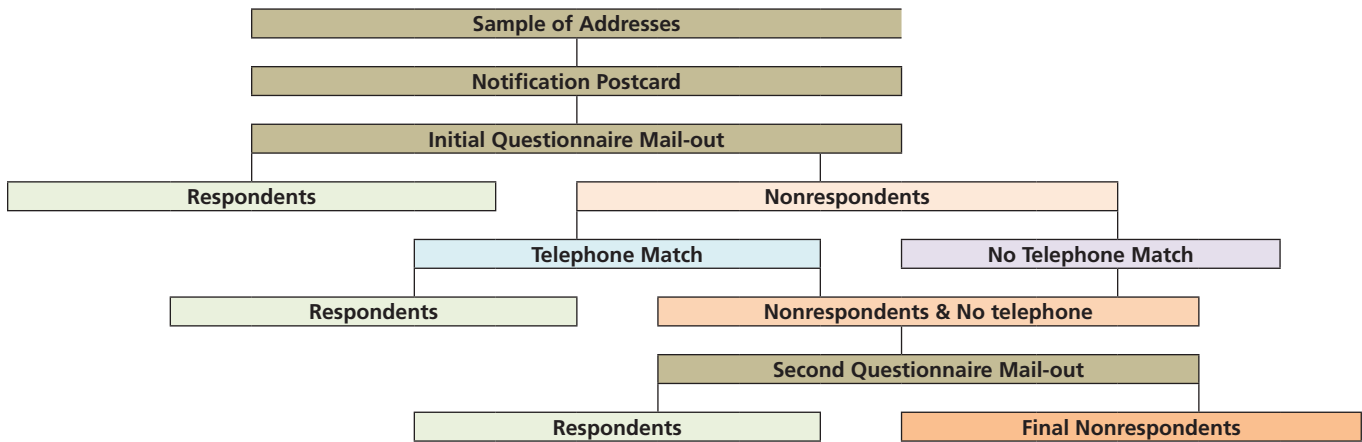 Sample of Addresses
Notification Postcard
Initial Questionnaire Mail-out
Respondents
Nonrespondents
Telephone Match
No Telephone Match
Respondents
Nonrespondents & No telephone
Second Questionnaire Mail-out
Respondents
Final Nonrespondents